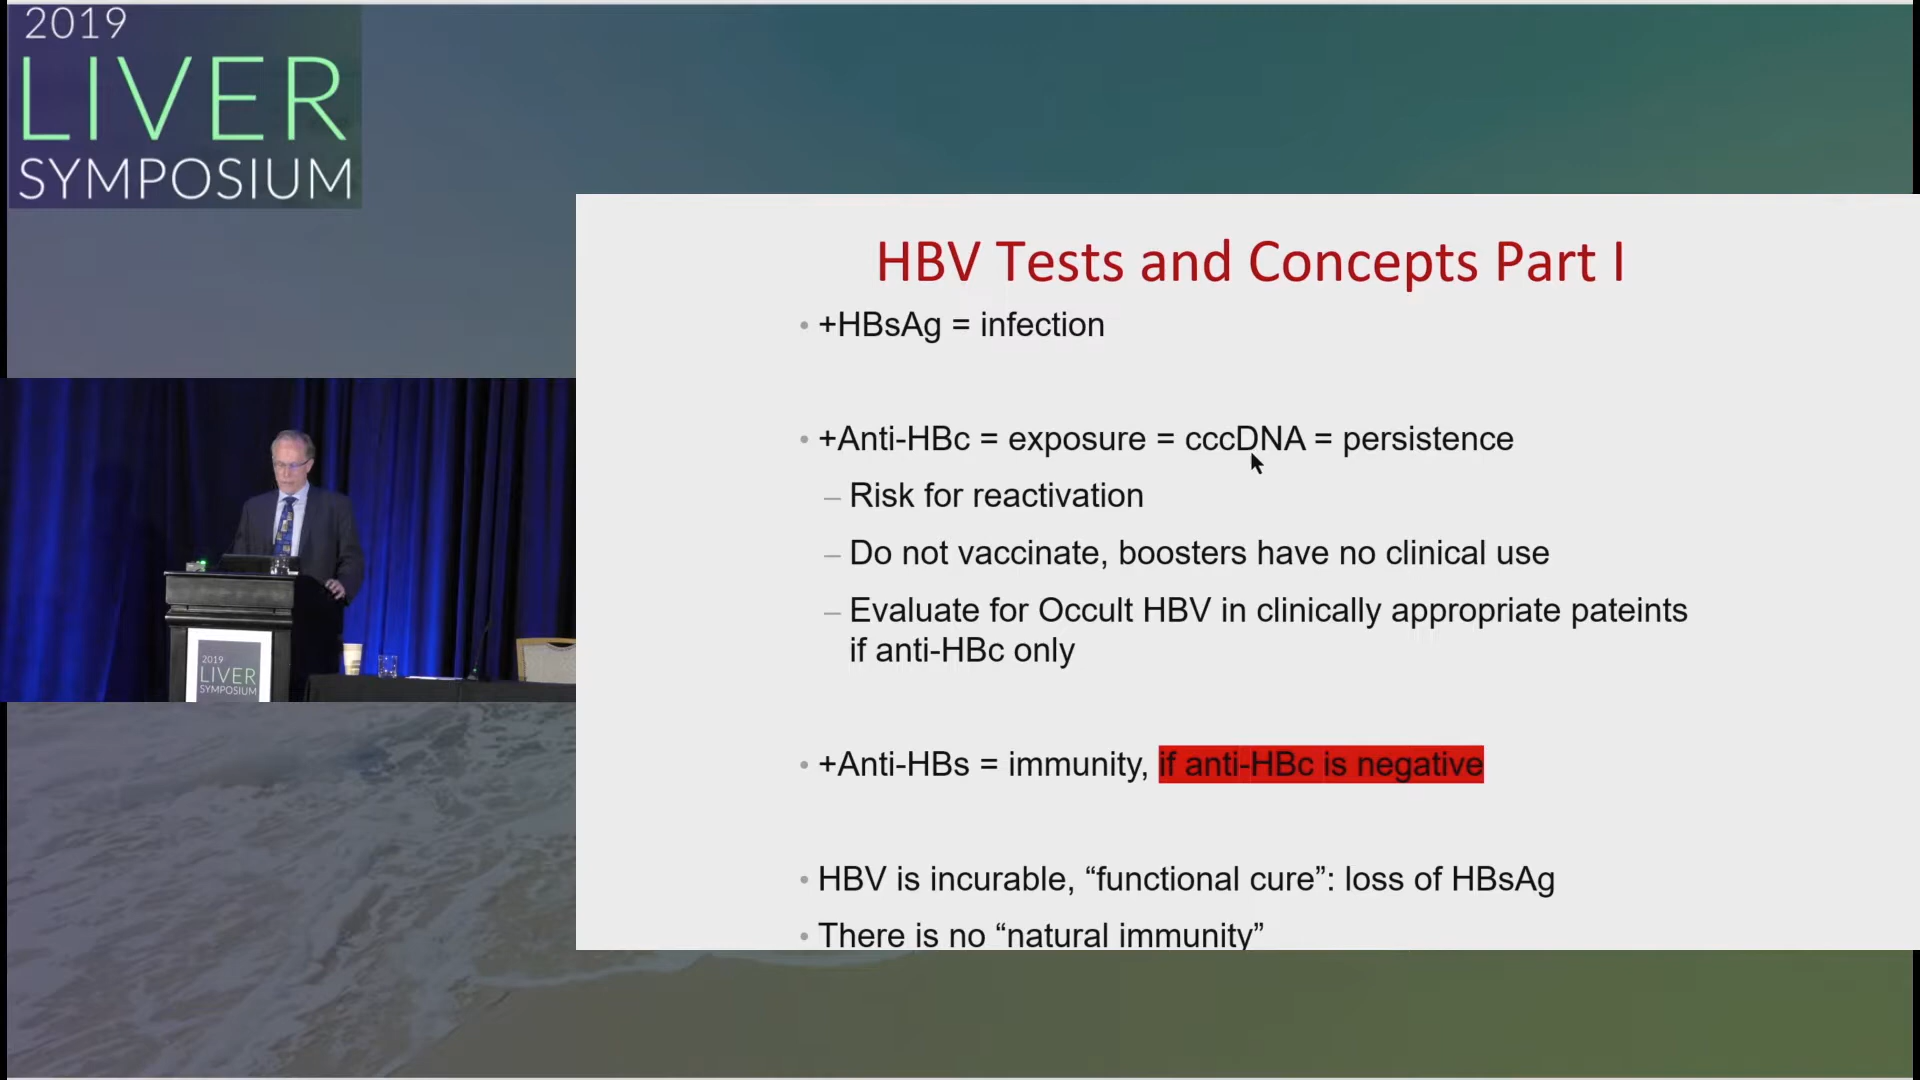 2019
LIVER
SYMPOSIUM
HBV Tests and Concepts Part I
• +HBsAg = infection
• +Anti-HBc = exposure = cccDNA = persistence
– Risk for reactivation
– Do not vaccinate, boosters have no clinical use
– Evaluate for Occult HBV in clinically appropriate pateints
if anti-HBc only
• +Anti-HBs = immunity, if anti-HBc is negative
• HBV is incurable, “functional cure”: loss of HBsAg
• There is no “natural immunity”
2019
LIVER
SYMPOSIUM